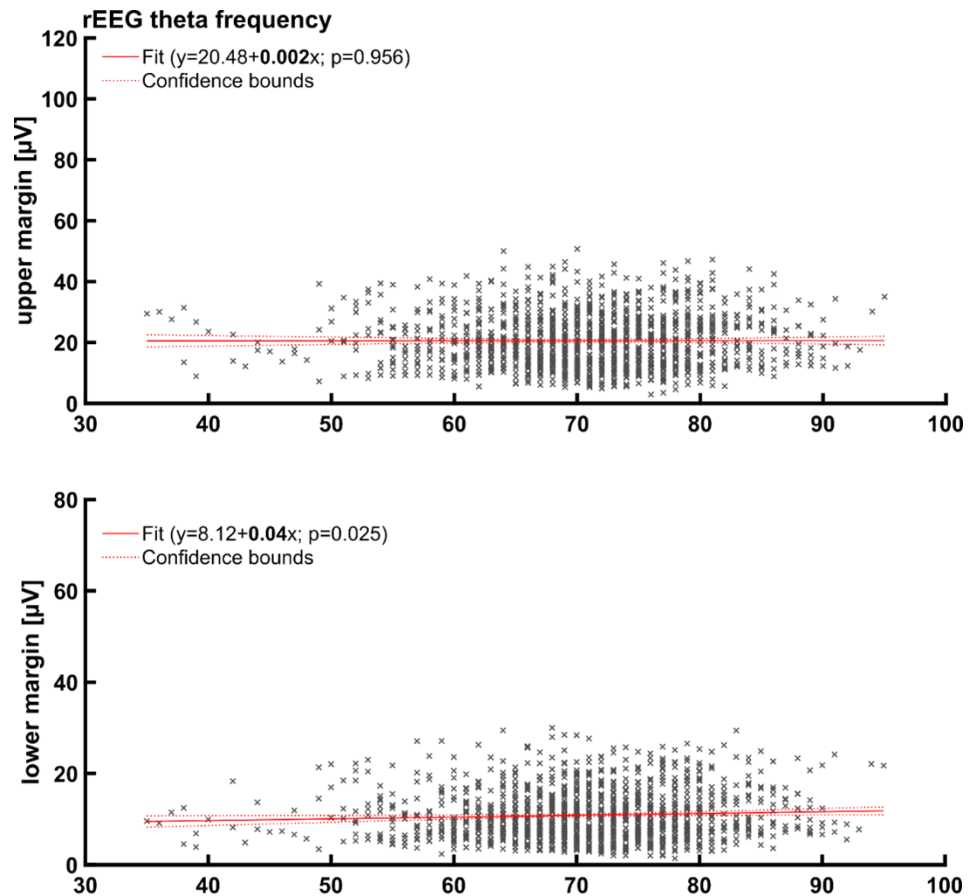 rEEG theta frequency
120
100
80
60
40
20
0
upper margin [µV]
Fit (y=20.48+0.002x; p=0.956)
Confidence bounds
30 40 50 60 70 80 90 100
80
60
40
20
0
lower margin [µV]
Fit (y=8.12+0.04x; p=0.025)
Confidence bounds
30 40 50 60 70 80 90 100